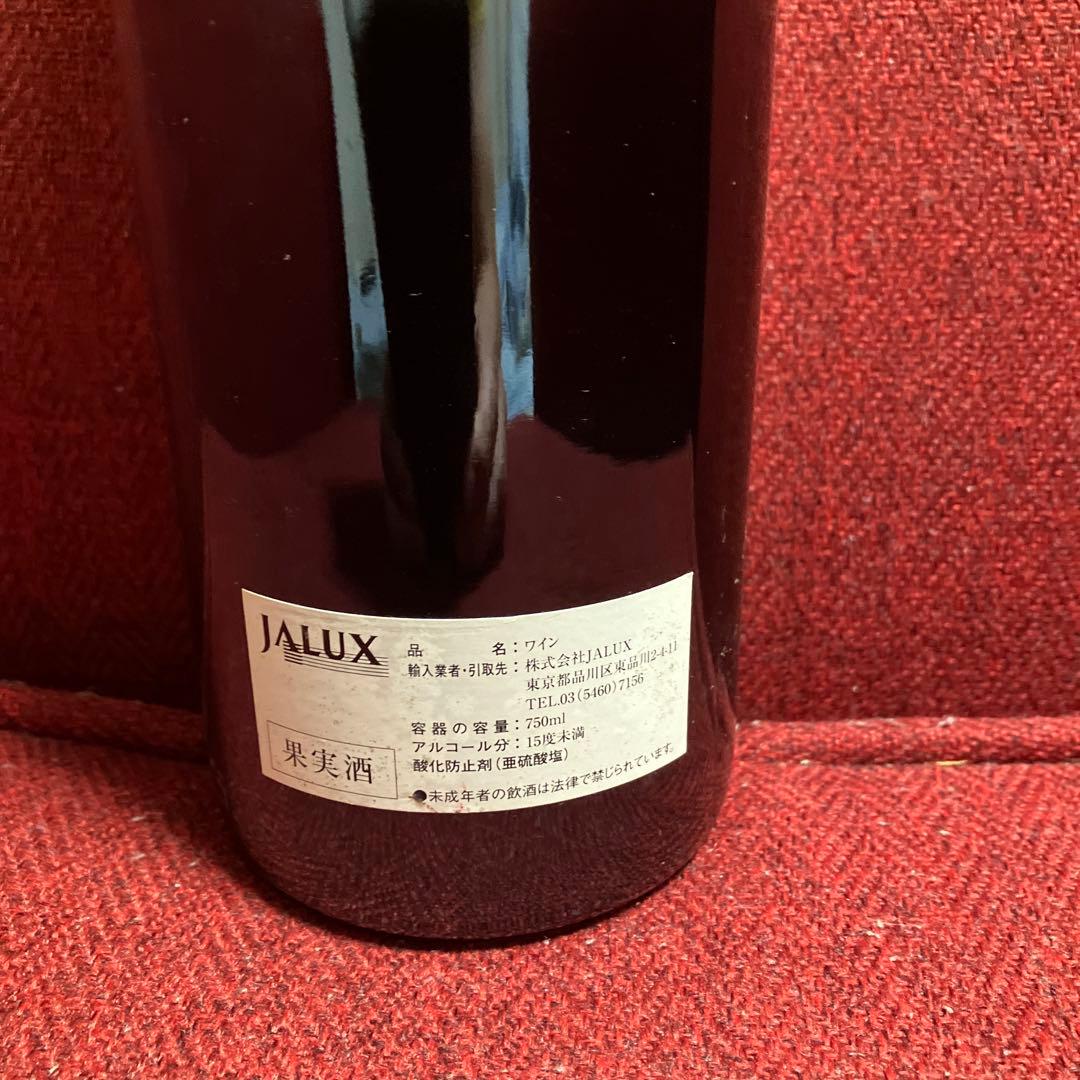 JALUX
品 名：ワイン
輸入業者・引取先：株式会社JALUX
東京都品川区東品川2-4-11
TEL.03(5460)7156
容器の容量：750ml
アルコール分：15度未満
酸化防止剤(亜硫酸塩)
果実酒
●未成年者の飲酒は法律で禁じられています。